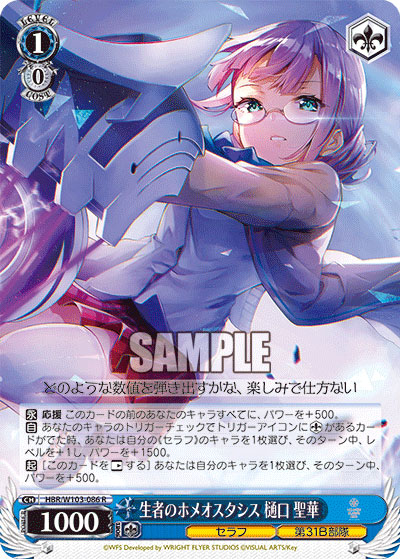 LEVEL
1
0
COST
SAMPLE
どのような数値を弾き出すかな、楽しみで仕方ない
永 応援 このカードの前のあなたのキャラすべてに、パワーを+500。
自 あなたのキャラのトリガーチェックでトリガーアイコンに があるカー
ドがでた時、あなたは自分の《セラフ》のキャラを1枚選び、そのターン中、レ
ベルを+1し、パワーを+1000。
起 [このカードを する] あなたは自分のキャラを1枚選び、そのターン中、
パワーを+500。
CH HBR/W103-086 R
1000
生者のホメオスタシス 樋口 聖華
セラフ
第31B部隊
©WFS Developed by WRIGHT FLYER STUDIOS ©VISUAL ARTS/Key